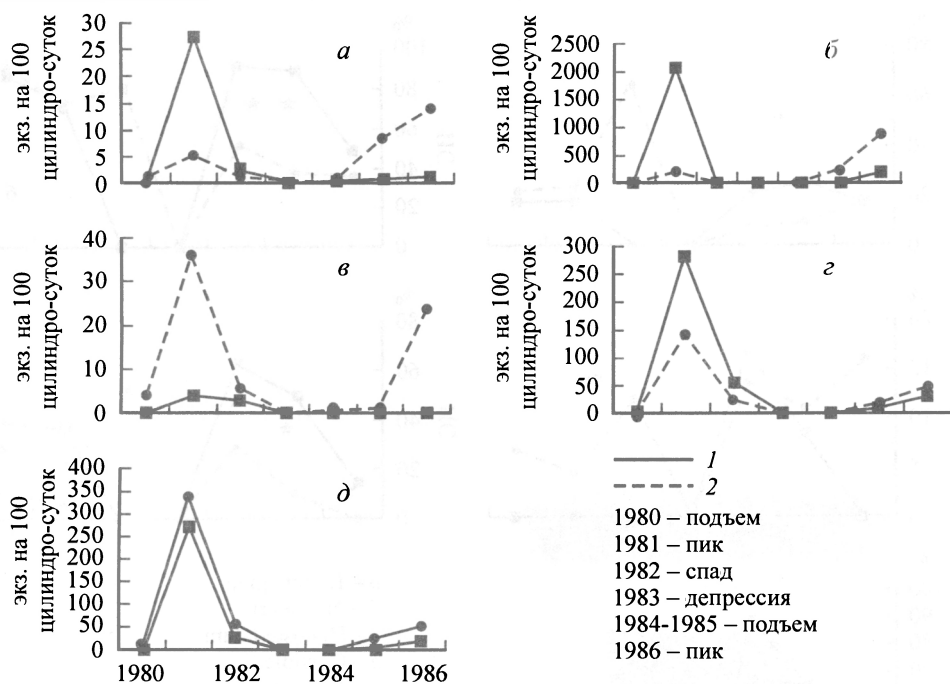 экз. на 100
цилиндро-суток
30
25
20
15
10
5
0
а
экз. на 100
цилиндро-суток
2500
2000
1500
1000
500
0
б
экз. на 100
цилиндро-суток
40
30
20
10
0
в
экз. на 100
цилиндро-суток
300
250
200
150
100
50
0
г
экз. на 100
цилиндро-суток
400
350
300
250
200
150
100
50
0
д
1980 1982 1984 1986
1
2
1980 – подъем
1981 – пик
1982 – спад
1983 – депрессия
1984-1985 – подъем
1986 – пик